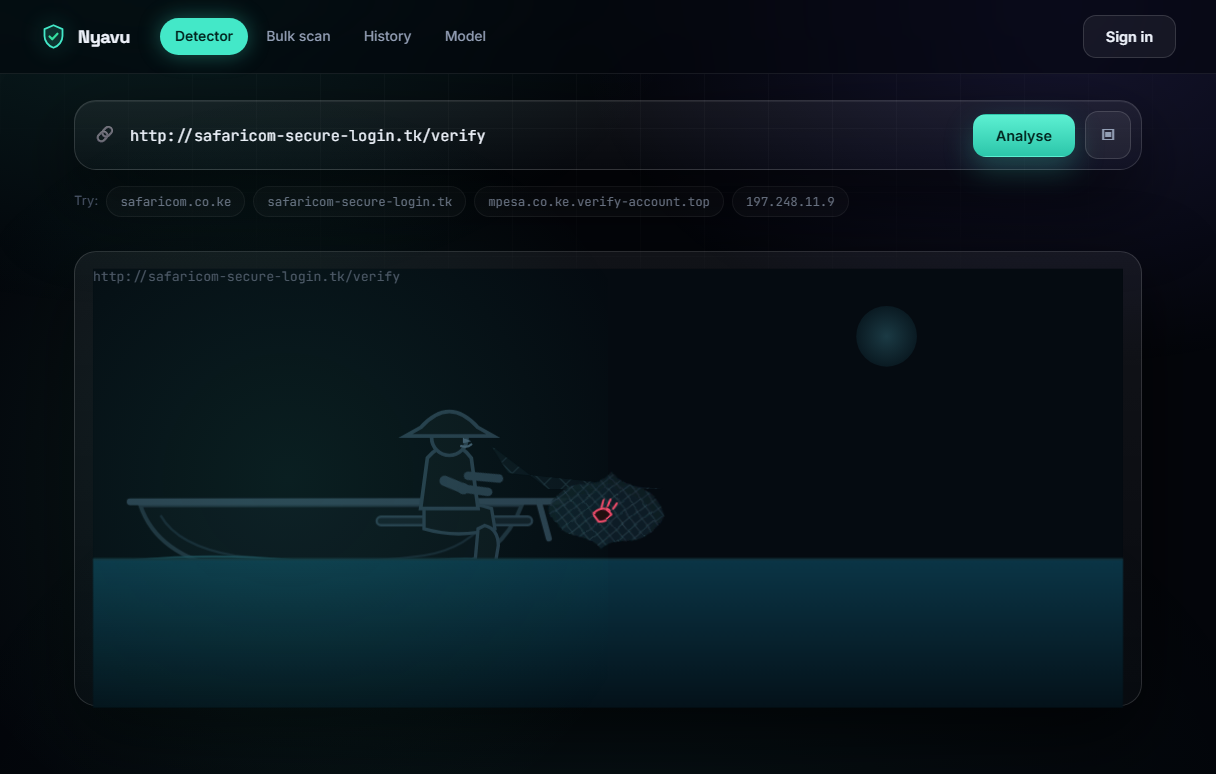 Nyavu Detector Bulk scan History Model Sign in
http://safaricom-secure-login.tk/verify Analyse
Try: safaricom.co.ke safaricom-secure-login.tk mpesa.co.ke.verify-account.top 197.248.11.9
http://safaricom-secure-login.tk/verify